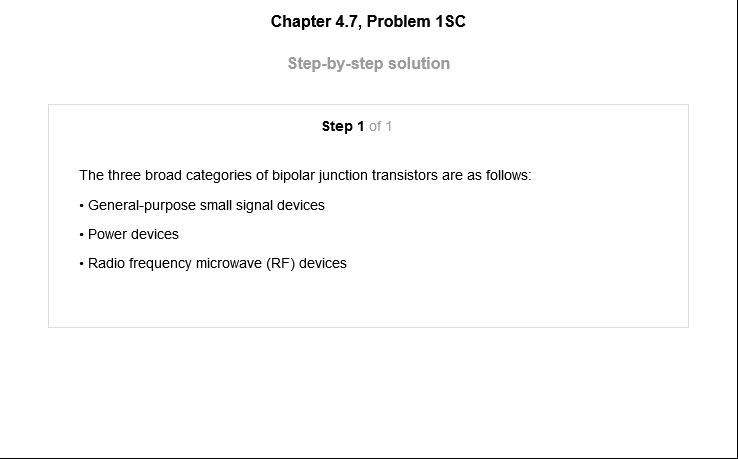 Chapter 4.7, Problem 1SC
Step-by-step solution
Step 1 of 1
The three broad categories of bipolar junction transistors are as follows:
• General-purpose small signal devices
• Power devices
• Radio frequency microwave (RF) devices